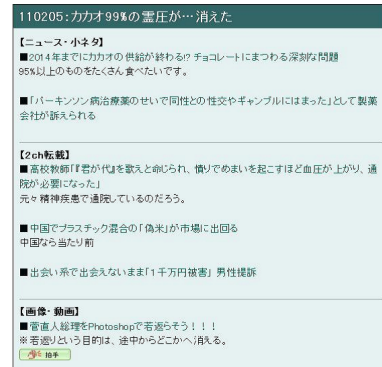 110205:カカオ99%の霊圧が…消えた
【ニュース・小ネタ】
■2014年までにカカオの供給が終わる!? チョコレートにまつわる深刻な問題
95%以上のものをたくさん食べたいです。
■「パーキンソン病治療薬のせいで同性との性交やギャンブルにはまった」として製薬
会社が訴えられる
【2ch転載】
■高校教師「『君が代』を歌えと命じられ、憤りでめまいを起こすほど血圧が上がり、通
院が必要になった」
元々精神疾患で通院しているのだろう。
■中国でプラスチック混合の「偽米」が市場に出回る
中国なら当たり前
■出会い系で出会えないまま「1千万円被害」 男性提訴
【画像・動画】
■菅直人総理をPhotoshopで若返らそう！！！
※若返りという目的は、途中からどこかへ消える。
拍手